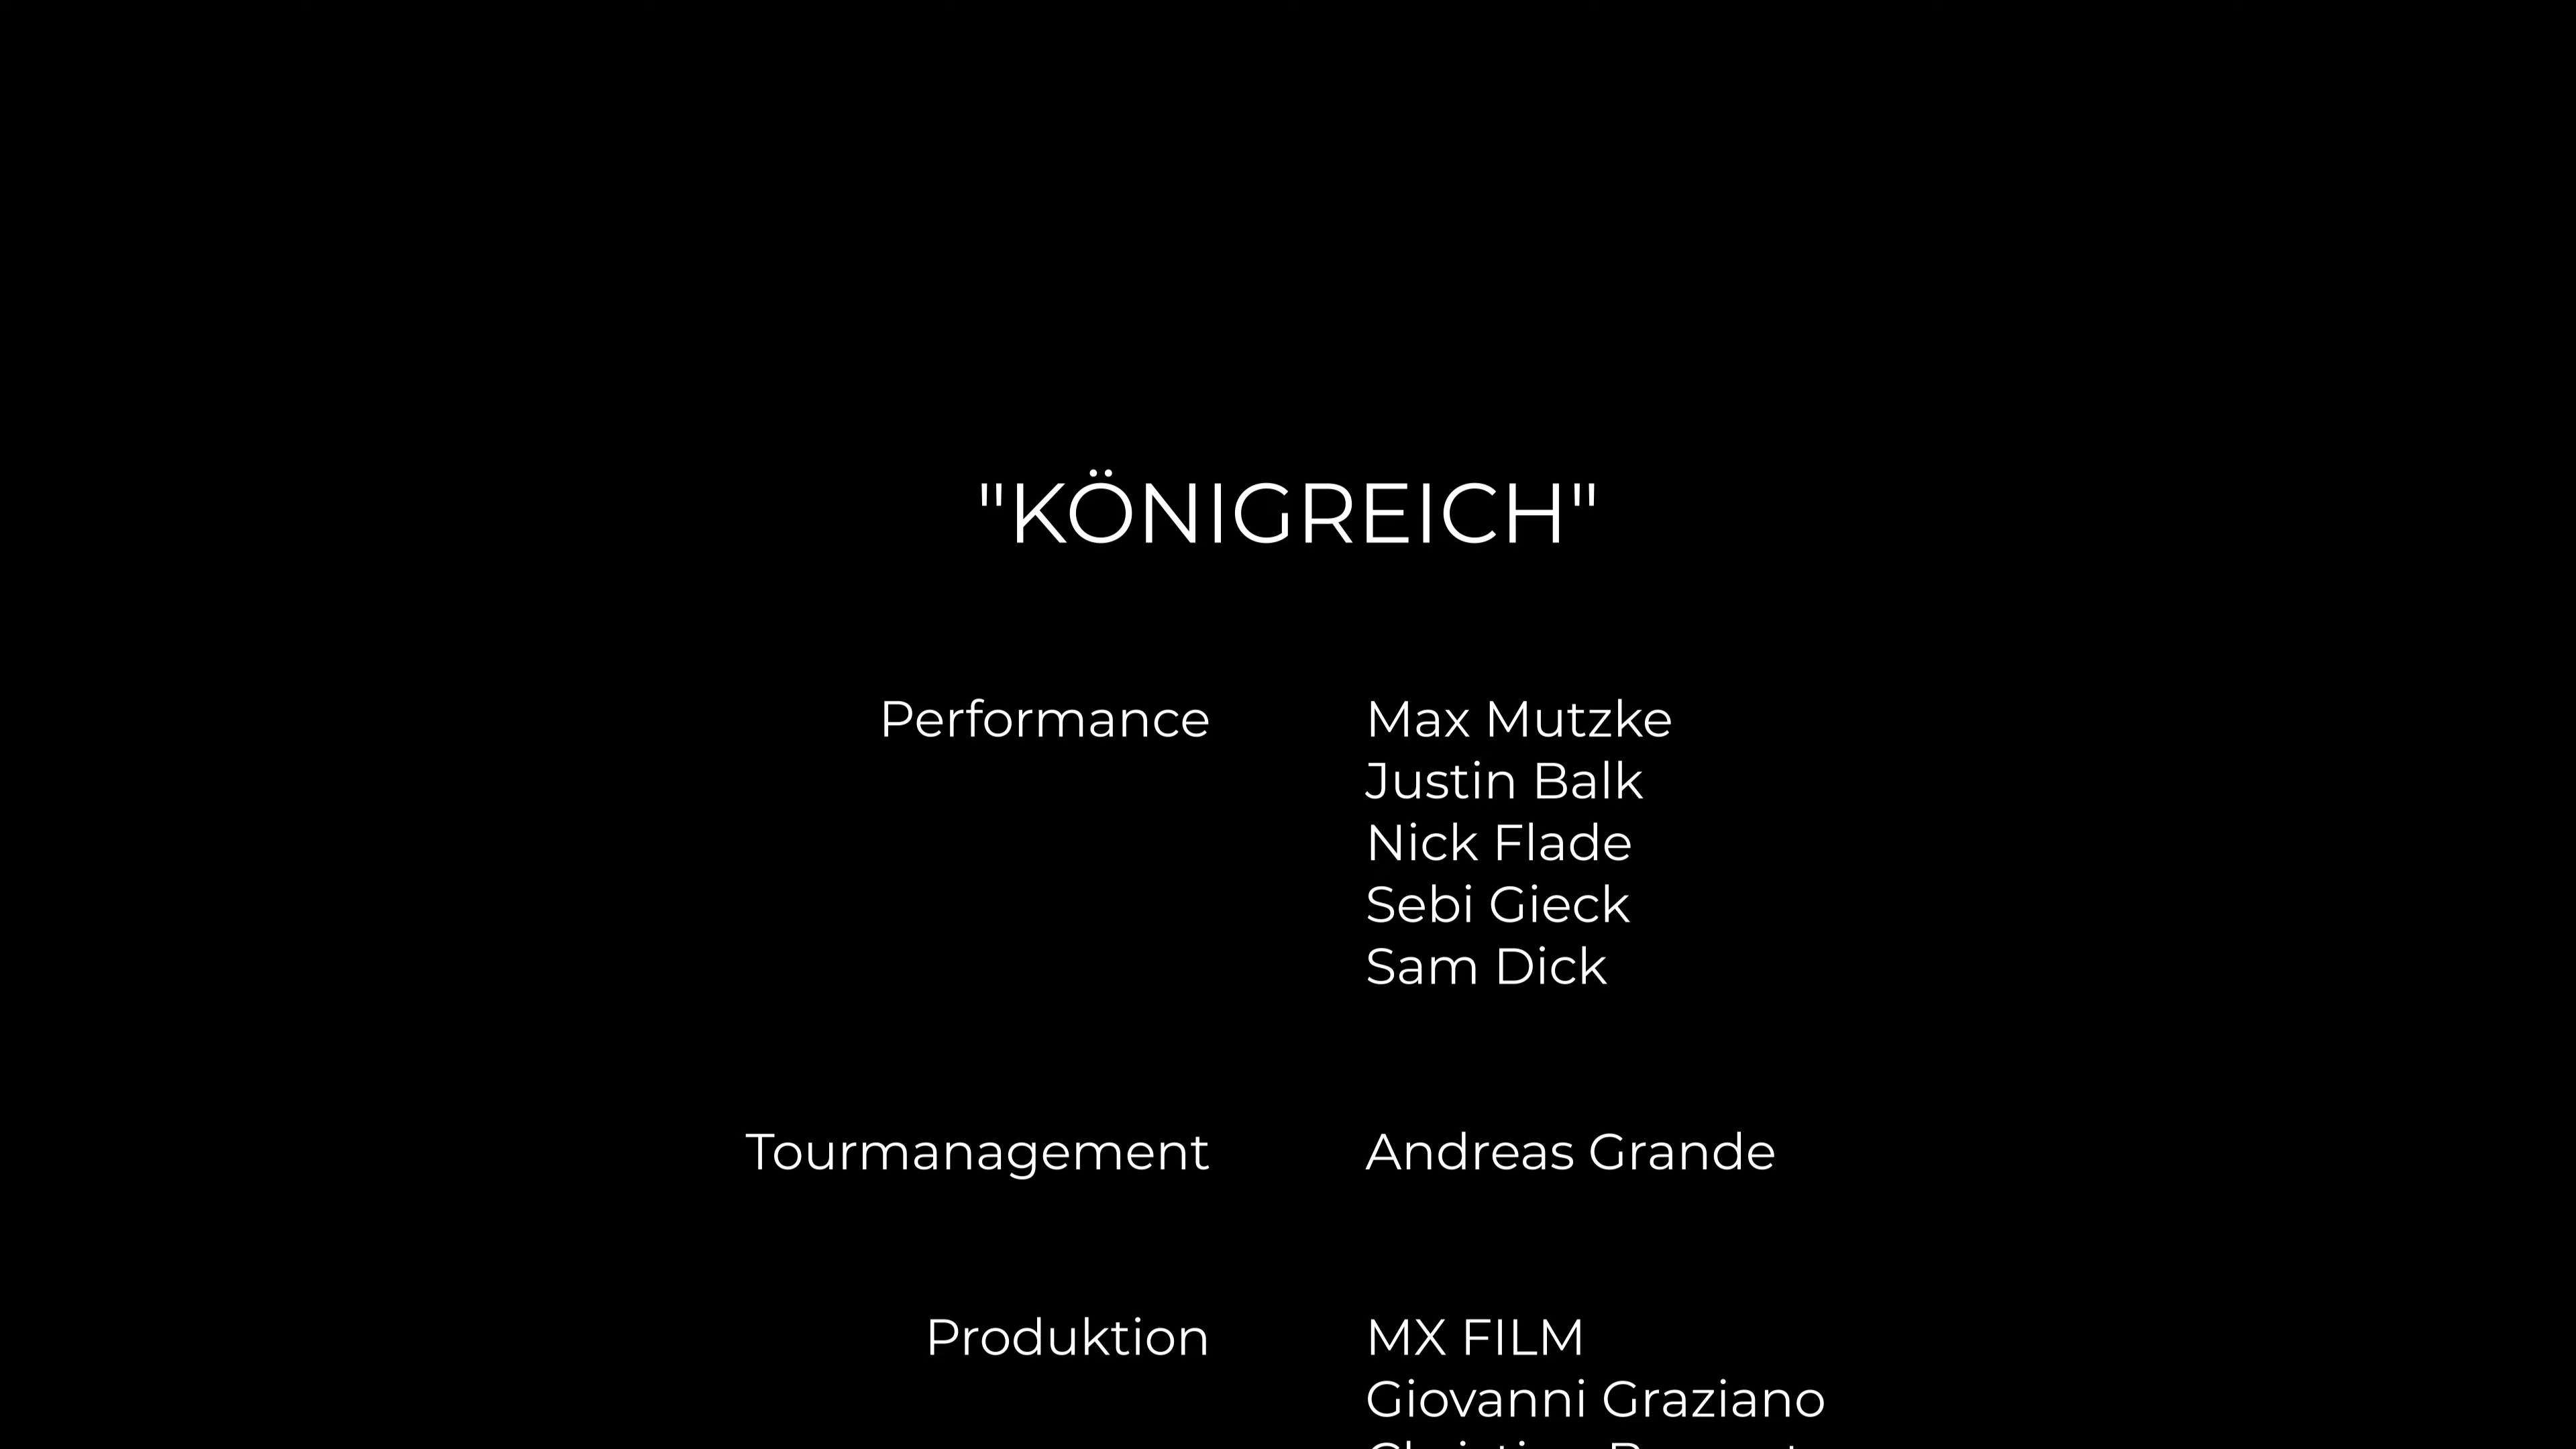 "KÖNIGREICH"
Performance Max Mutzke
Justin Balk
Nick Flade
Sebi Gieck
Sam Dick
Tourmanagement Andreas Grande
Produktion MX FILM
Giovanni Graziano